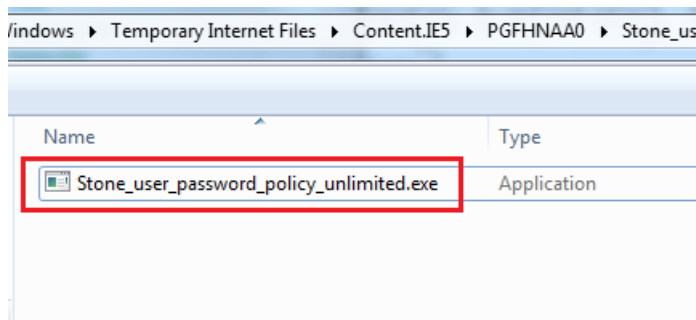 Windows ▸ Temporary Internet Files ▸ Content.IE5 ▸ PGFHNAA0 ▸ Stone_us
Name Type
Stone_user_password_policy_unlimited.exe Application